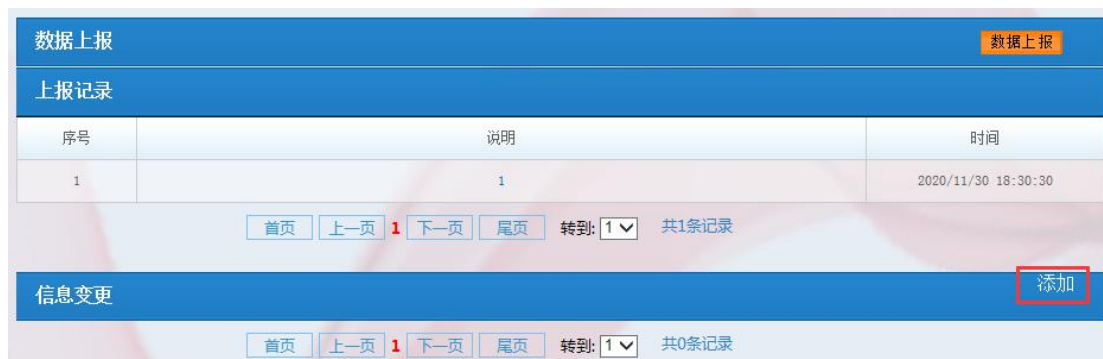 数据上报 数据上报
上报记录
序号 说明 时间
1 1 2020/11/30 18:30:30
首页 上一页 1 下一页 尾页 转到: 1 共1条记录
信息变更 添加
首页 上一页 1 下一页 尾页 转到: 1 共0条记录